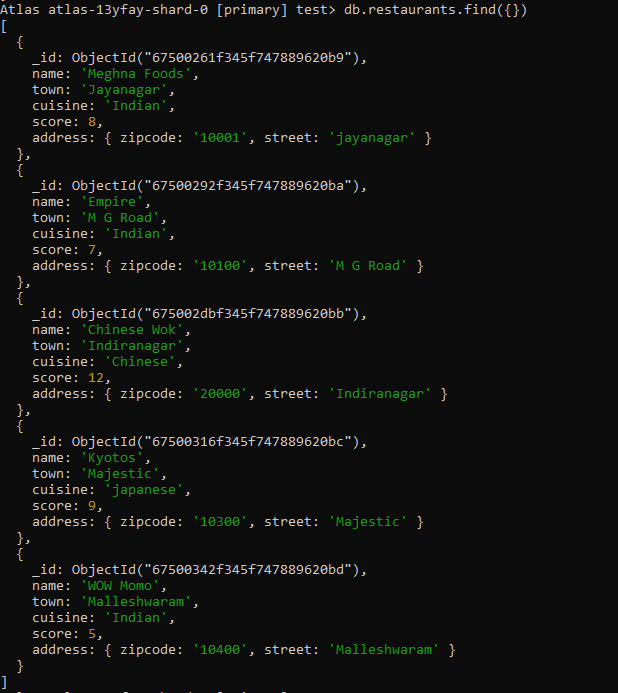 Atlas atlas-13yfay-shard-0 [primary] test> db.restaurants.find({})
[
  {
    _id: ObjectId("67500261f345f747889620b9"),
    name: 'Meghna Foods',
    town: 'Jayanagar',
    cuisine: 'Indian',
    score: 8,
    address: { zipcode: '10001', street: 'jayanagar' }
  },
  {
    _id: ObjectId("67500292f345f747889620ba"),
    name: 'Empire',
    town: 'M G Road',
    cuisine: 'Indian',
    score: 7,
    address: { zipcode: '10100', street: 'M G Road' }
  },
  {
    _id: ObjectId("675002dbf345f747889620bb"),
    name: 'Chinese Wok',
    town: 'Indiranagar',
    cuisine: 'Chinese',
    score: 12,
    address: { zipcode: '20000', street: 'Indiranagar' }
  },
  {
    _id: ObjectId("67500316f345f747889620bc"),
    name: 'Kyotos',
    town: 'Majestic',
    cuisine: 'japanese',
    score: 9,
    address: { zipcode: '10300', street: 'Majestic' }
  },
  {
    _id: ObjectId("67500342f345f747889620bd"),
    name: 'WOW Momo',
    town: 'Malleshwaram',
    cuisine: 'Indian',
    score: 5,
    address: { zipcode: '10400', street: 'Malleshwaram' }
  }
]